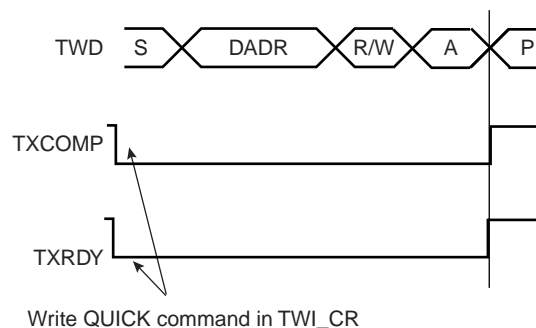 TWD S DADR R/W A P
TXCOMP
TXRDY
Write QUICK command in TWI_CR